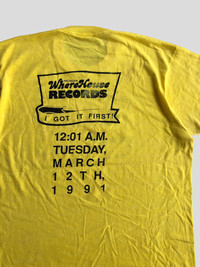 WhereHouse
RECORDS
I GOT IT FIRST!
12:01 A.M.
TUESDAY,
MARCH
12TH,
1991